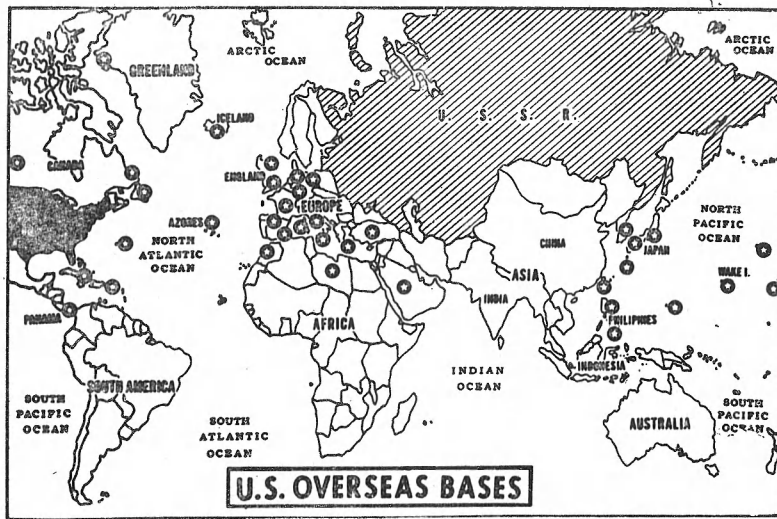 ARCTIC
OCEAN
ARCTIC
OCEAN
GREENLAND
ICELAND
U. S. S. R.
CANADA
ENGLAND
EUROPE
AZORES
NORTH
ATLANTIC
OCEAN
NORTH
PACIFIC
OCEAN
CHINA
JAPAN
ASIA
WAKE I.
INDIA
PANAMA
AFRICA
PHILIPPIES
INDIAN
OCEAN
INDONESIA
SOUTH AMERICA
SOUTH
PACIFIC
OCEAN
SOUTH
ATLANTIC
OCEAN
AUSTRALIA
SOUTH
PACIFIC
OCEAN
U.S. OVERSEAS BASES